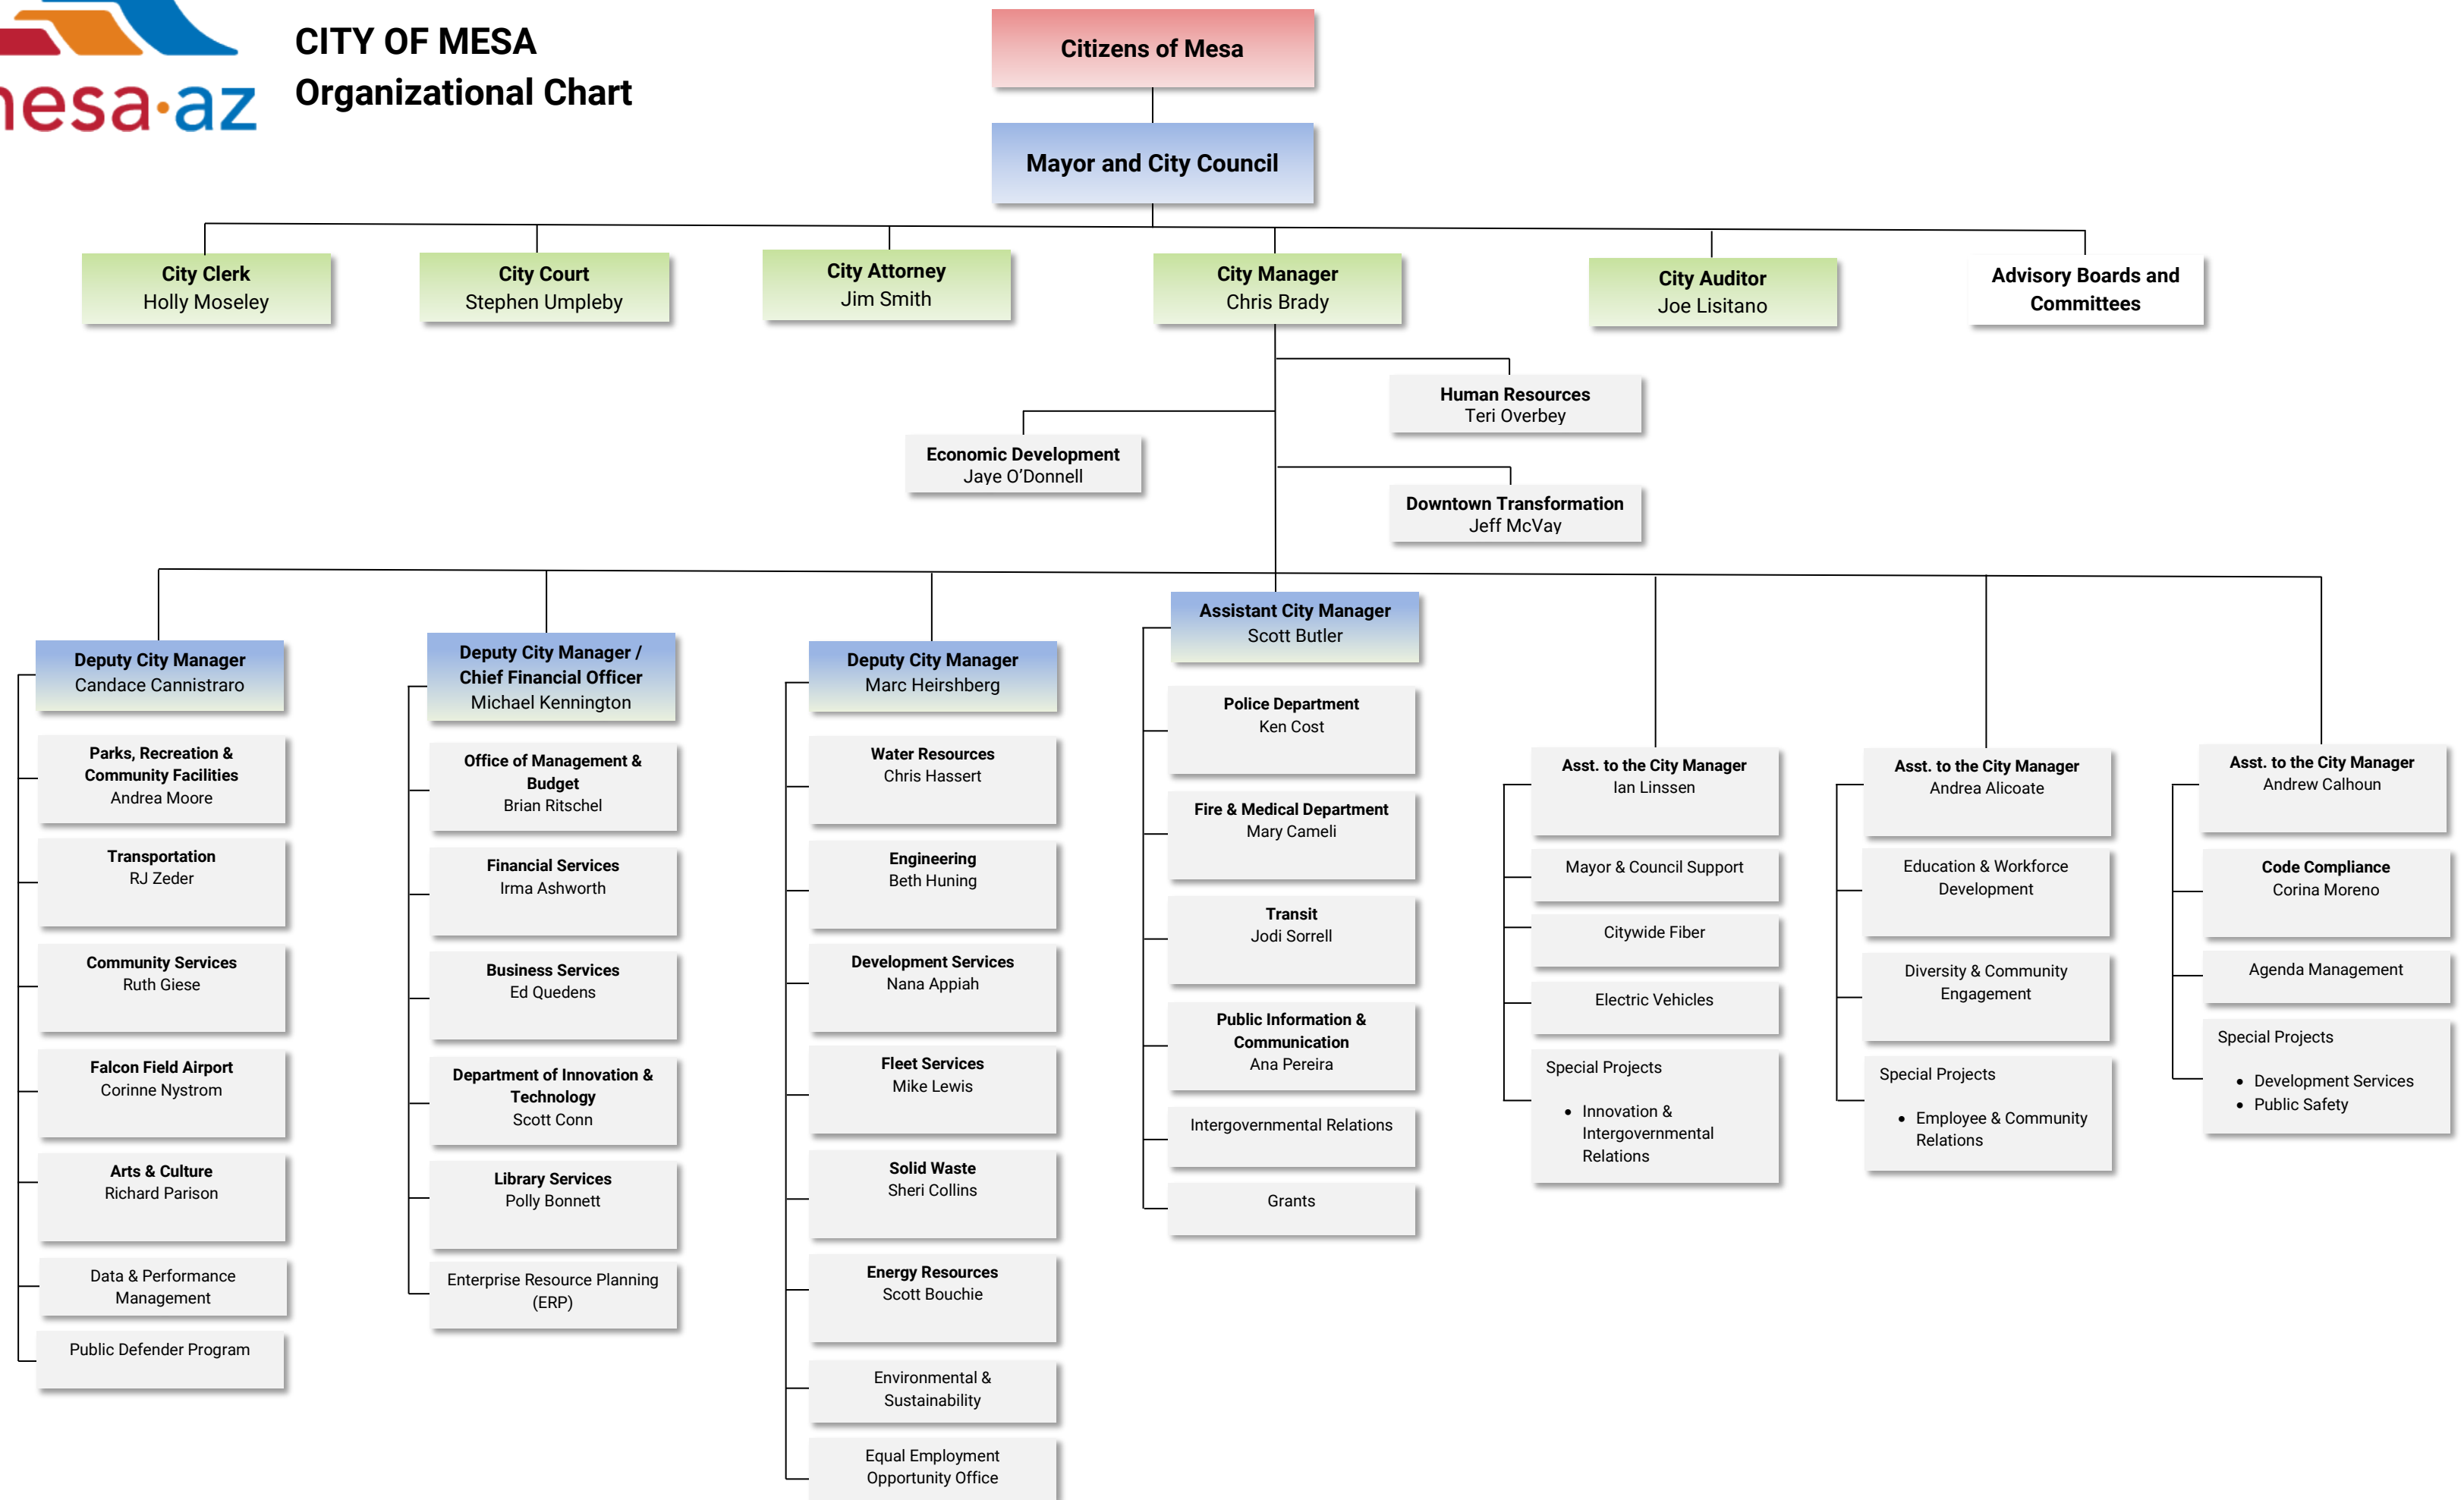 mesa·az
CITY OF MESA
Organizational Chart
Citizens of Mesa
Mayor and City Council
City Clerk
Holly Moseley
City Court
Stephen Umpleby
City Attorney
Jim Smith
City Manager
Chris Brady
City Auditor
Joe Lisitano
Advisory Boards and
Committees
Human Resources
Teri Overbey
Economic Development
Jaye O’Donnell
Downtown Transformation
Jeff McVay
Deputy City Manager
Candace Cannistraro
Parks, Recreation &
Community Facilities
Andrea Moore
Transportation
RJ Zeder
Community Services
Ruth Giese
Falcon Field Airport
Corinne Nystrom
Arts & Culture
Richard Parison
Data & Performance
Management
Public Defender Program
Deputy City Manager /
Chief Financial Officer
Michael Kennington
Office of Management &
Budget
Brian Ritschel
Financial Services
Irma Ashworth
Business Services
Ed Quedens
Department of Innovation &
Technology
Scott Conn
Library Services
Polly Bonnett
Enterprise Resource Planning
(ERP)
Deputy City Manager
Marc Heirshberg
Water Resources
Chris Hassert
Engineering
Beth Huning
Development Services
Nana Appiah
Fleet Services
Mike Lewis
Solid Waste
Sheri Collins
Energy Resources
Scott Bouchie
Environmental &
Sustainability
Equal Employment
Opportunity Office
Assistant City Manager
Scott Butler
Police Department
Ken Cost
Fire & Medical Department
Mary Cameli
Transit
Jodi Sorrell
Public Information &
Communication
Ana Pereira
Intergovernmental Relations
Grants
Asst. to the City Manager
Ian Linssen
Mayor & Council Support
Citywide Fiber
Electric Vehicles
Special Projects
• Innovation &
Intergovernmental
Relations
Asst. to the City Manager
Andrea Alicoate
Education & Workforce
Development
Diversity & Community
Engagement
Special Projects
• Employee & Community
Relations
Asst. to the City Manager
Andrew Calhoun
Code Compliance
Corina Moreno
Agenda Management
Special Projects
• Development Services
• Public Safety